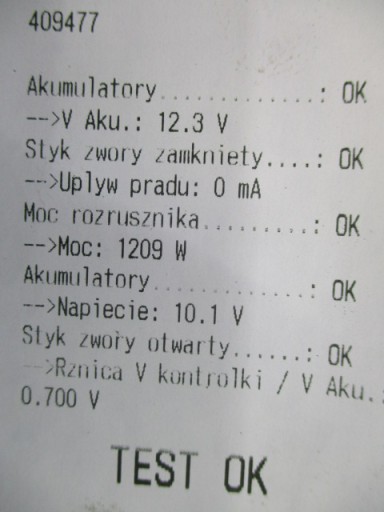 409477
Akumulatory.............: OK
-->V Aku.: 12.3 V
Styk zwory zamkniety....: OK
-->Uplyw pradu: 0 mA
Moc rozrusznika.........: OK
-->Moc: 1209 W
Akumulatory.............: OK
-->Napiecie: 10.1 V
Styk zwory otwarty......: OK
-->Rznica V kontrolki / V Aku.:
0.700 V
TEST OK